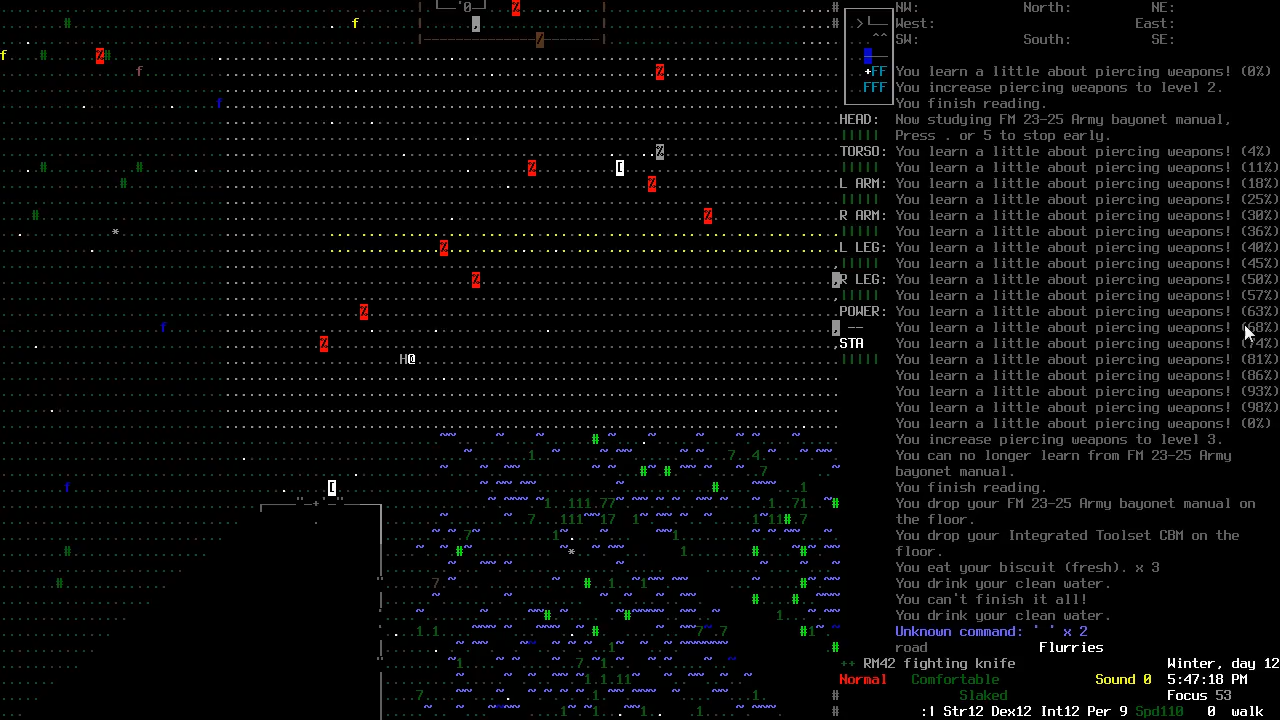 NW: North: NE:
West: East:
SW: South: SE:
You learn a little about piercing weapons! (0%)
You increase piercing weapons to level 2.
You finish reading.
HEAD: Now studying FM 23-25 Army bayonet manual,
Press . or 5 to stop early.
TORSO: You learn a little about piercing weapons! (4%)
You learn a little about piercing weapons! (11%)
L ARM: You learn a little about piercing weapons! (18%)
You learn a little about piercing weapons! (25%)
R ARM: You learn a little about piercing weapons! (30%)
You learn a little about piercing weapons! (36%)
L LEG: You learn a little about piercing weapons! (40%)
You learn a little about piercing weapons! (45%)
R LEG: You learn a little about piercing weapons! (50%)
You learn a little about piercing weapons! (57%)
POWER: You learn a little about piercing weapons! (63%)
-- You learn a little about piercing weapons!
STA You learn a little about piercing weapons!
You learn a little about piercing weapons! (81%)
You learn a little about piercing weapons! (86%)
You learn a little about piercing weapons! (93%)
You learn a little about piercing weapons! (98%)
You learn a little about piercing weapons! (0%)
You increase piercing weapons to level 3.
You can no longer learn from FM 23-25 Army
bayonet manual.
You finish reading.
You drop your FM 23-25 Army bayonet manual on
the floor.
You drop your Integrated Toolset CBM on the
floor.
You eat your biscuit (fresh). x 3
You drink your clean water.
You can't finish it all!
You drink your clean water.
Unknown command: ' ' x 2
road Flurries
++ RM42 fighting knife Winter, day 12
Normal Comfortable Sound 0 5:47:18 PM
Slaked Focus 53
:| Str12 Dex12 Int12 Per 9 Spd110 0 walk